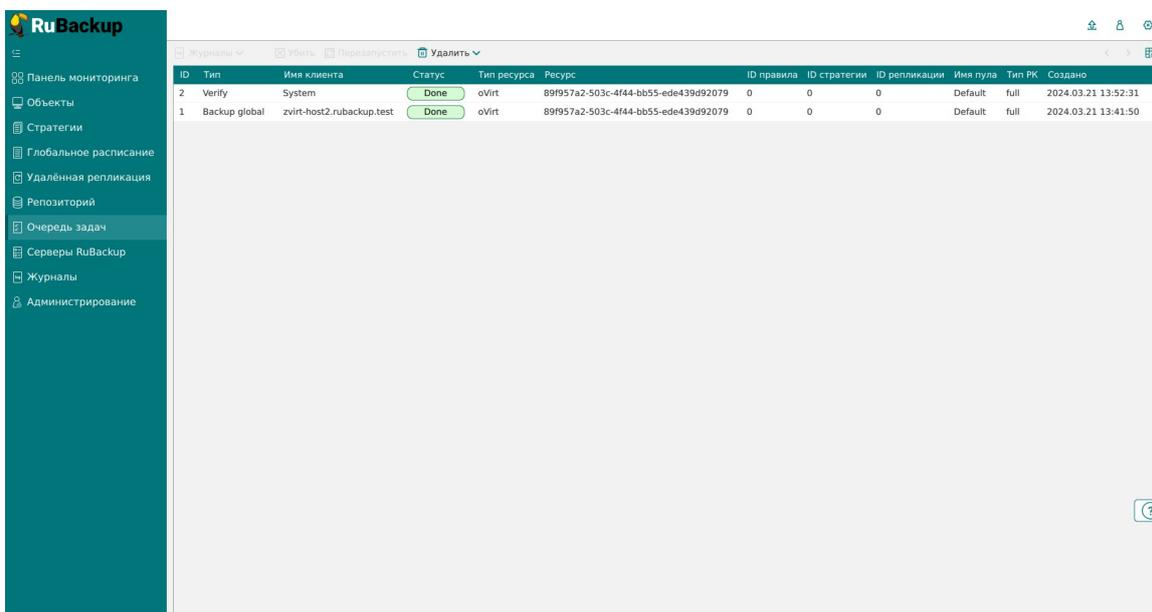 RuBackup
Журналы Убить Перезапустить Удалить
Панель мониторинга
Объекты
Стратегии
Глобальное расписание
Удалённая репликация
Репозиторий
Очередь задач
Серверы RuBackup
Журналы
Администрирование
ID Тип Имя клиента Статус Тип ресурса Ресурс ID правила ID стратегии ID репликации Имя пула Тип РК Создано
2 Verify System Done oVirt 89f957a2-503c-4f44-bb55-ede439d92079 0 0 0 Default full 2024.03.21 13:52:31
1 Backup global zvirt-host2.rubackup.test Done oVirt 89f957a2-503c-4f44-bb55-ede439d92079 0 0 0 Default full 2024.03.21 13:41:50